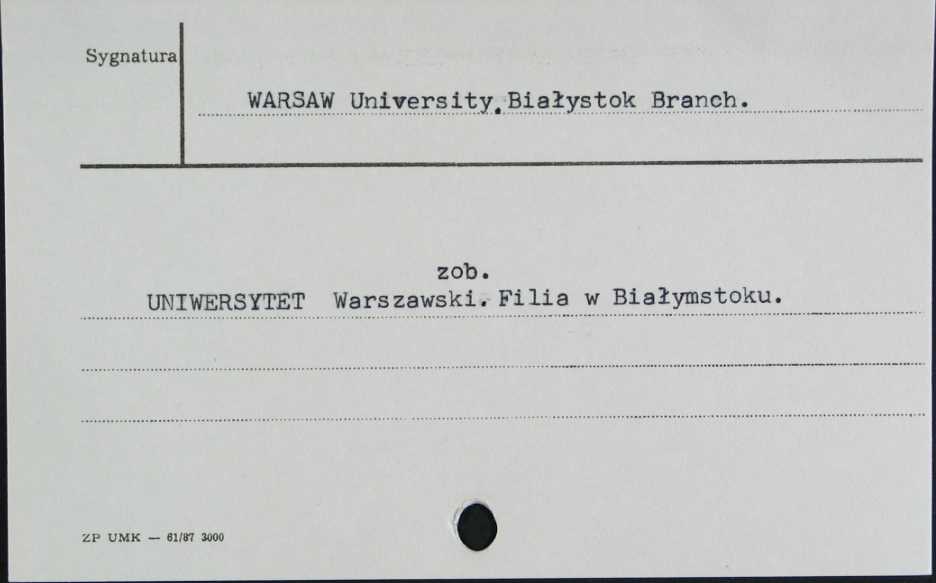 Sygnatura
WARSAW University. Białystok Branch.
zob.
UNIWERSYTET Warszawski. Filia w Białymstoku.
ZP UMK — 61/87 3000